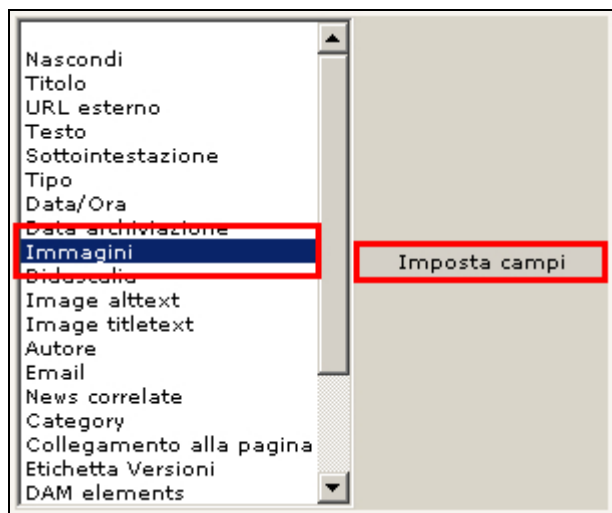 Nascondi
Titolo
URL esterno
Testo
Sottointestazione
Tipo
Data/Ora
Data archiviazione
Immagini
Imposta campi
Didascalia
Image alttext
Image titletext
Autore
Email
News correlate
Category
Collegamento alla pagina
Etichetta Versioni
DAM elements